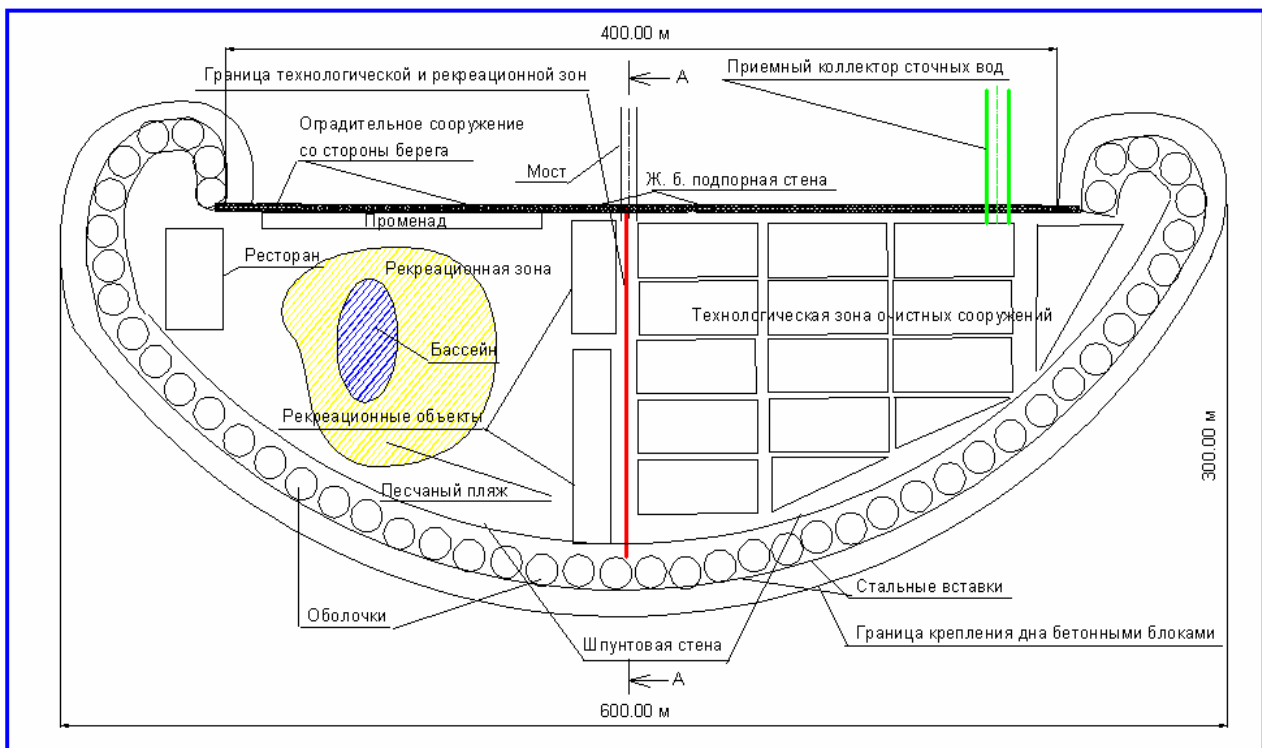 400.00 м
Граница технологической и рекреационной зон
А
Приемный коллектор сточных вод
Оградительное сооружение
со стороны берега
Мост
Ж. б. подпорная стена
Променад
Ресторан
Рекреационная зона
Технологическая зона очистных сооружений
Бассейн
Рекреационные объекты
300.00 м
Песчаный пляж
Стальные вставки
Оболочки
Граница крепления дна бетонными блоками
Шпунтовая стена
А
600.00 м